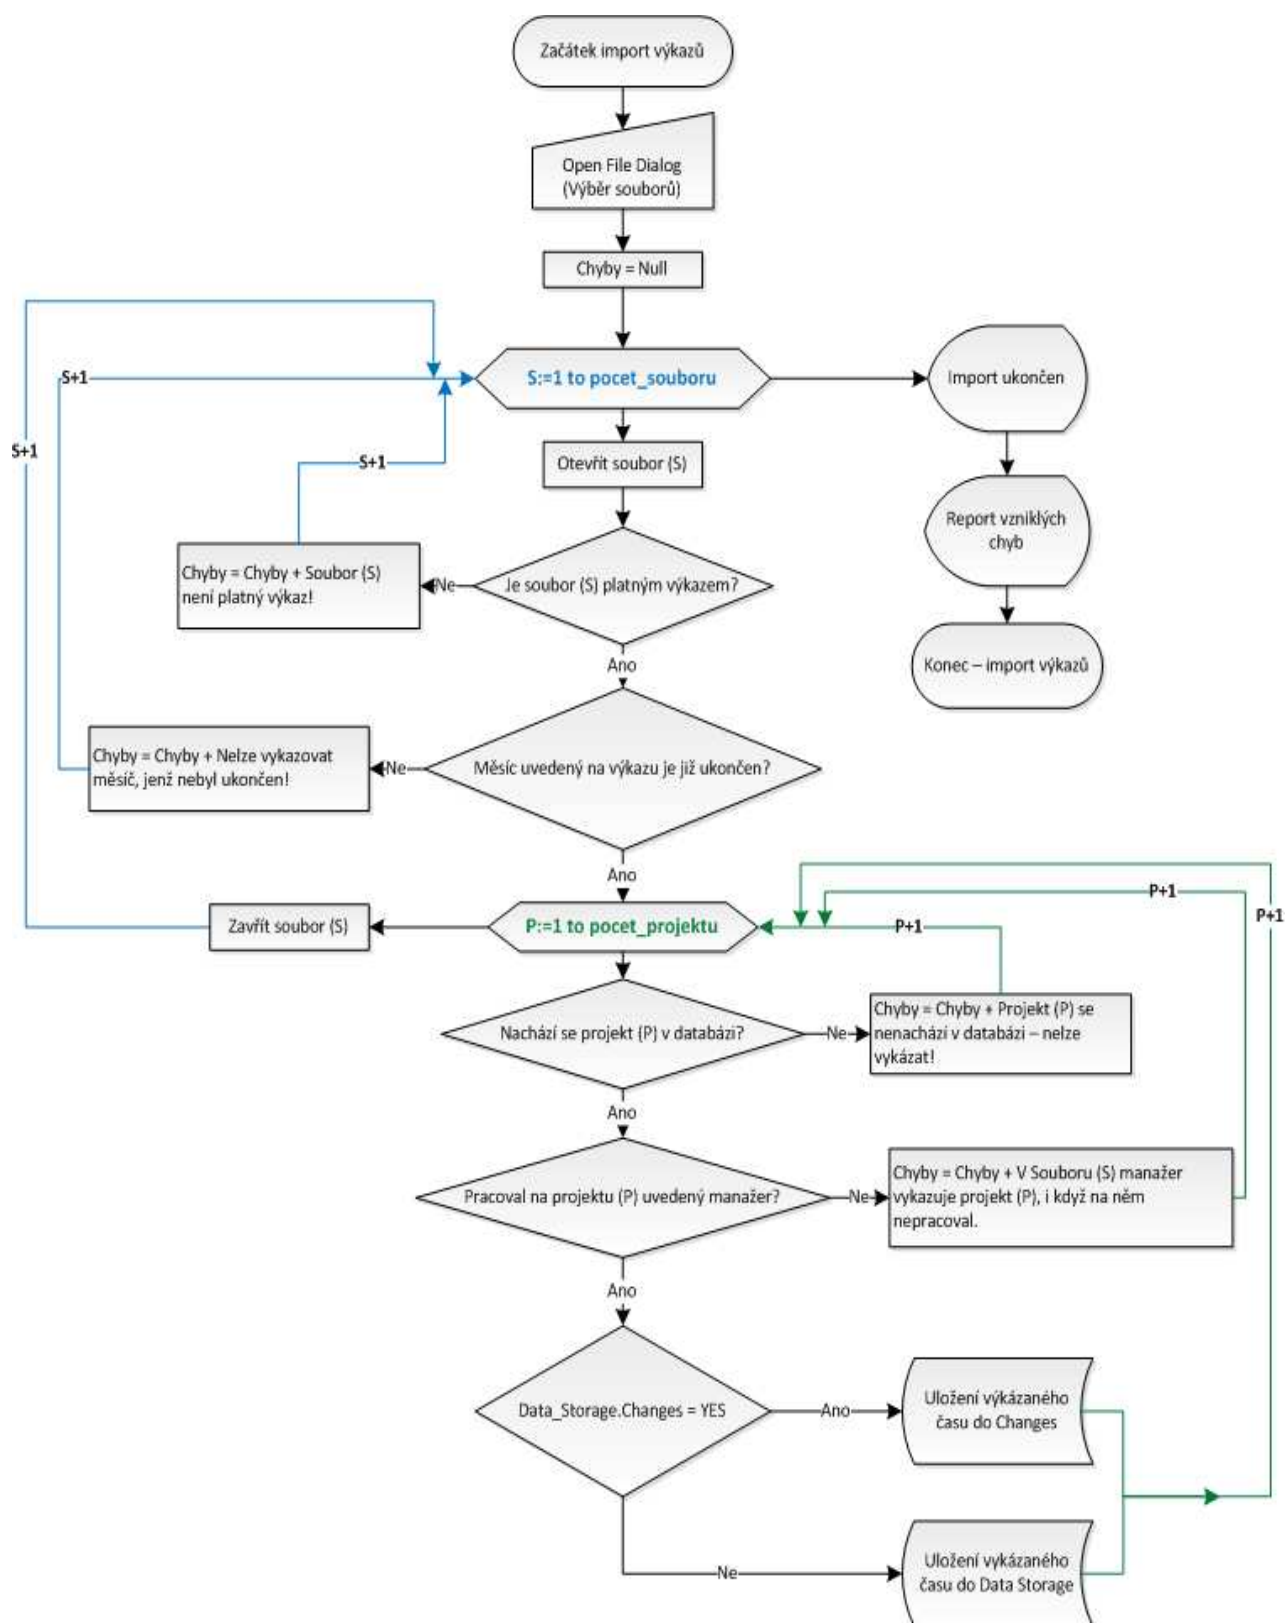 Začátek import výkazů
Open File Dialog
(Výběr souborů)
Chyby = Null
S:=1 to pocet_souboru
Import ukončen
S+1
S+1
S+1
Otevřít soubor (S)
Report vzniklých
chyb
Chyby = Chyby + Soubor (S)
není platný výkaz!
Ne
Je soubor (S) platným výkazem?
Ano
Konec – import výkazů
Chyby = Chyby + Nelze vykazovat
měsíč, jenž nebyl ukončen!
Ne
Měsíc uvedený na výkazu je již ukončen?
Ano
P+1
P+1
P+1
Zavřít soubor (S)
P:=1 to pocet_projektu
Nachází se projekt (P) v databázi?
Ne
Chyby = Chyby + Projekt (P) se
nenachází v databázi – nelze
vykázat!
Ano
Pracoval na projektu (P) uvedený manažer?
Ne
Chyby = Chyby + V Souboru (S) manažer
vykazuje projekt (P), i když na něm
nepracoval.
Ano
Data_Storage.Changes = YES
Ano
Uložení výkázaného
času do Changes
Ne
Uložení vykázaného
času do Data Storage